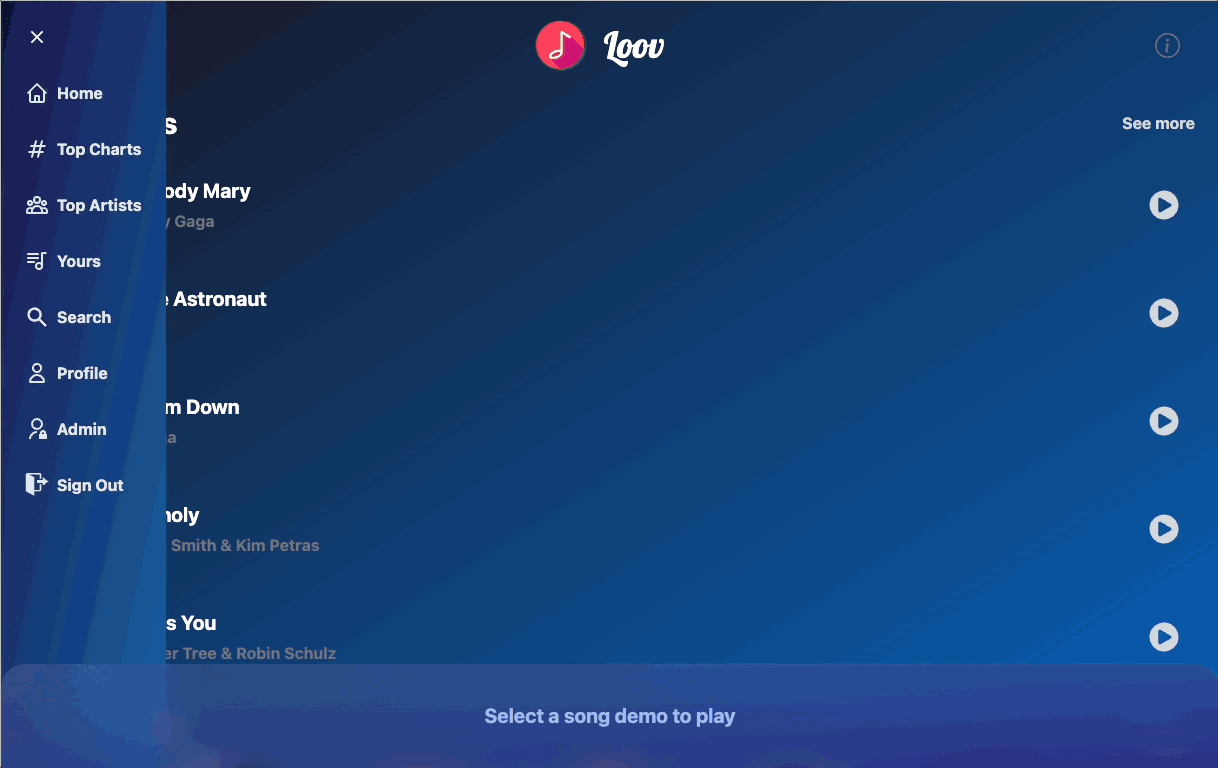 Loov
Home
Top Charts
Top Artists
Yours
Search
Profile
Admin
Sign Out
s
See more
ody Mary
y Gaga
e Astronaut
m Down
na
holy
Smith & Kim Petras
s You
er Tree & Robin Schulz
Select a song demo to play